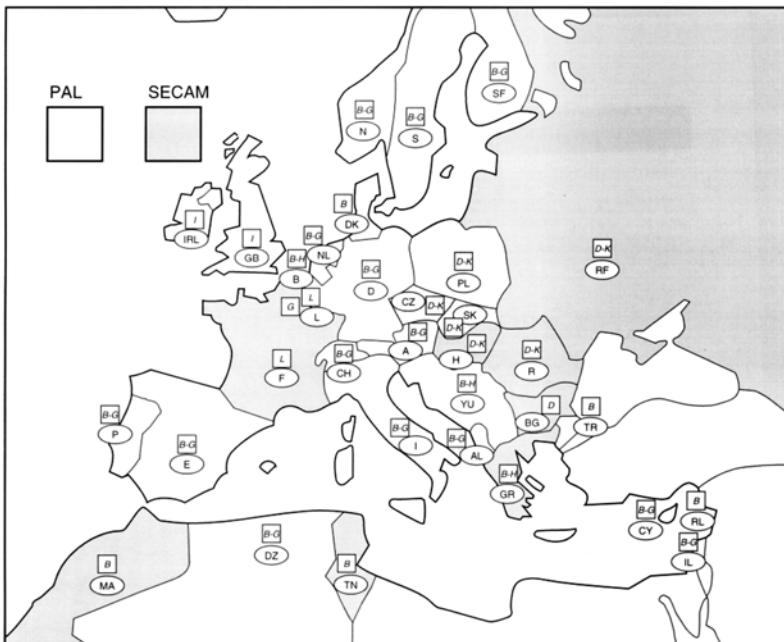 PAL
SECAM
B-G
SF
B-G
N
B-G
S
I
IRL
I
GB
B
DK
B-G
NL
B-H
B
B-G
D
D-K
PL
D-K
RF
G
L
L
CZ
D-K
SK
D-K
B-G
A
D-K
H
L
F
B-G
CH
D-K
R
B-H
YU
D
BG
B
TR
B-G
P
E
B-G
B-G
I
B-G
AL
B-H
GR
B-G
CY
B
RL
B-G
IL
B
MA
B-G
DZ
B
TN